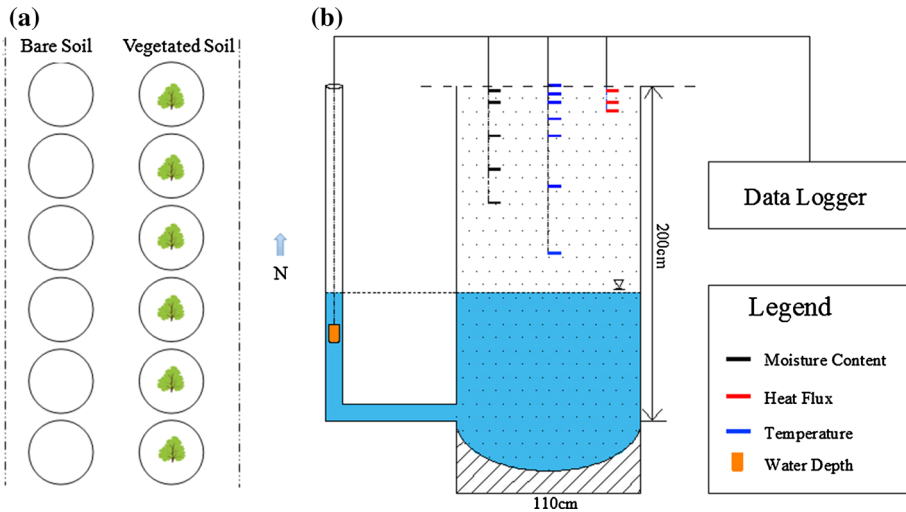 (a)
Bare Soil
Vegetated Soil
N
(b)
200cm
110cm
Data Logger
Legend
Moisture Content
Heat Flux
Temperature
Water Depth